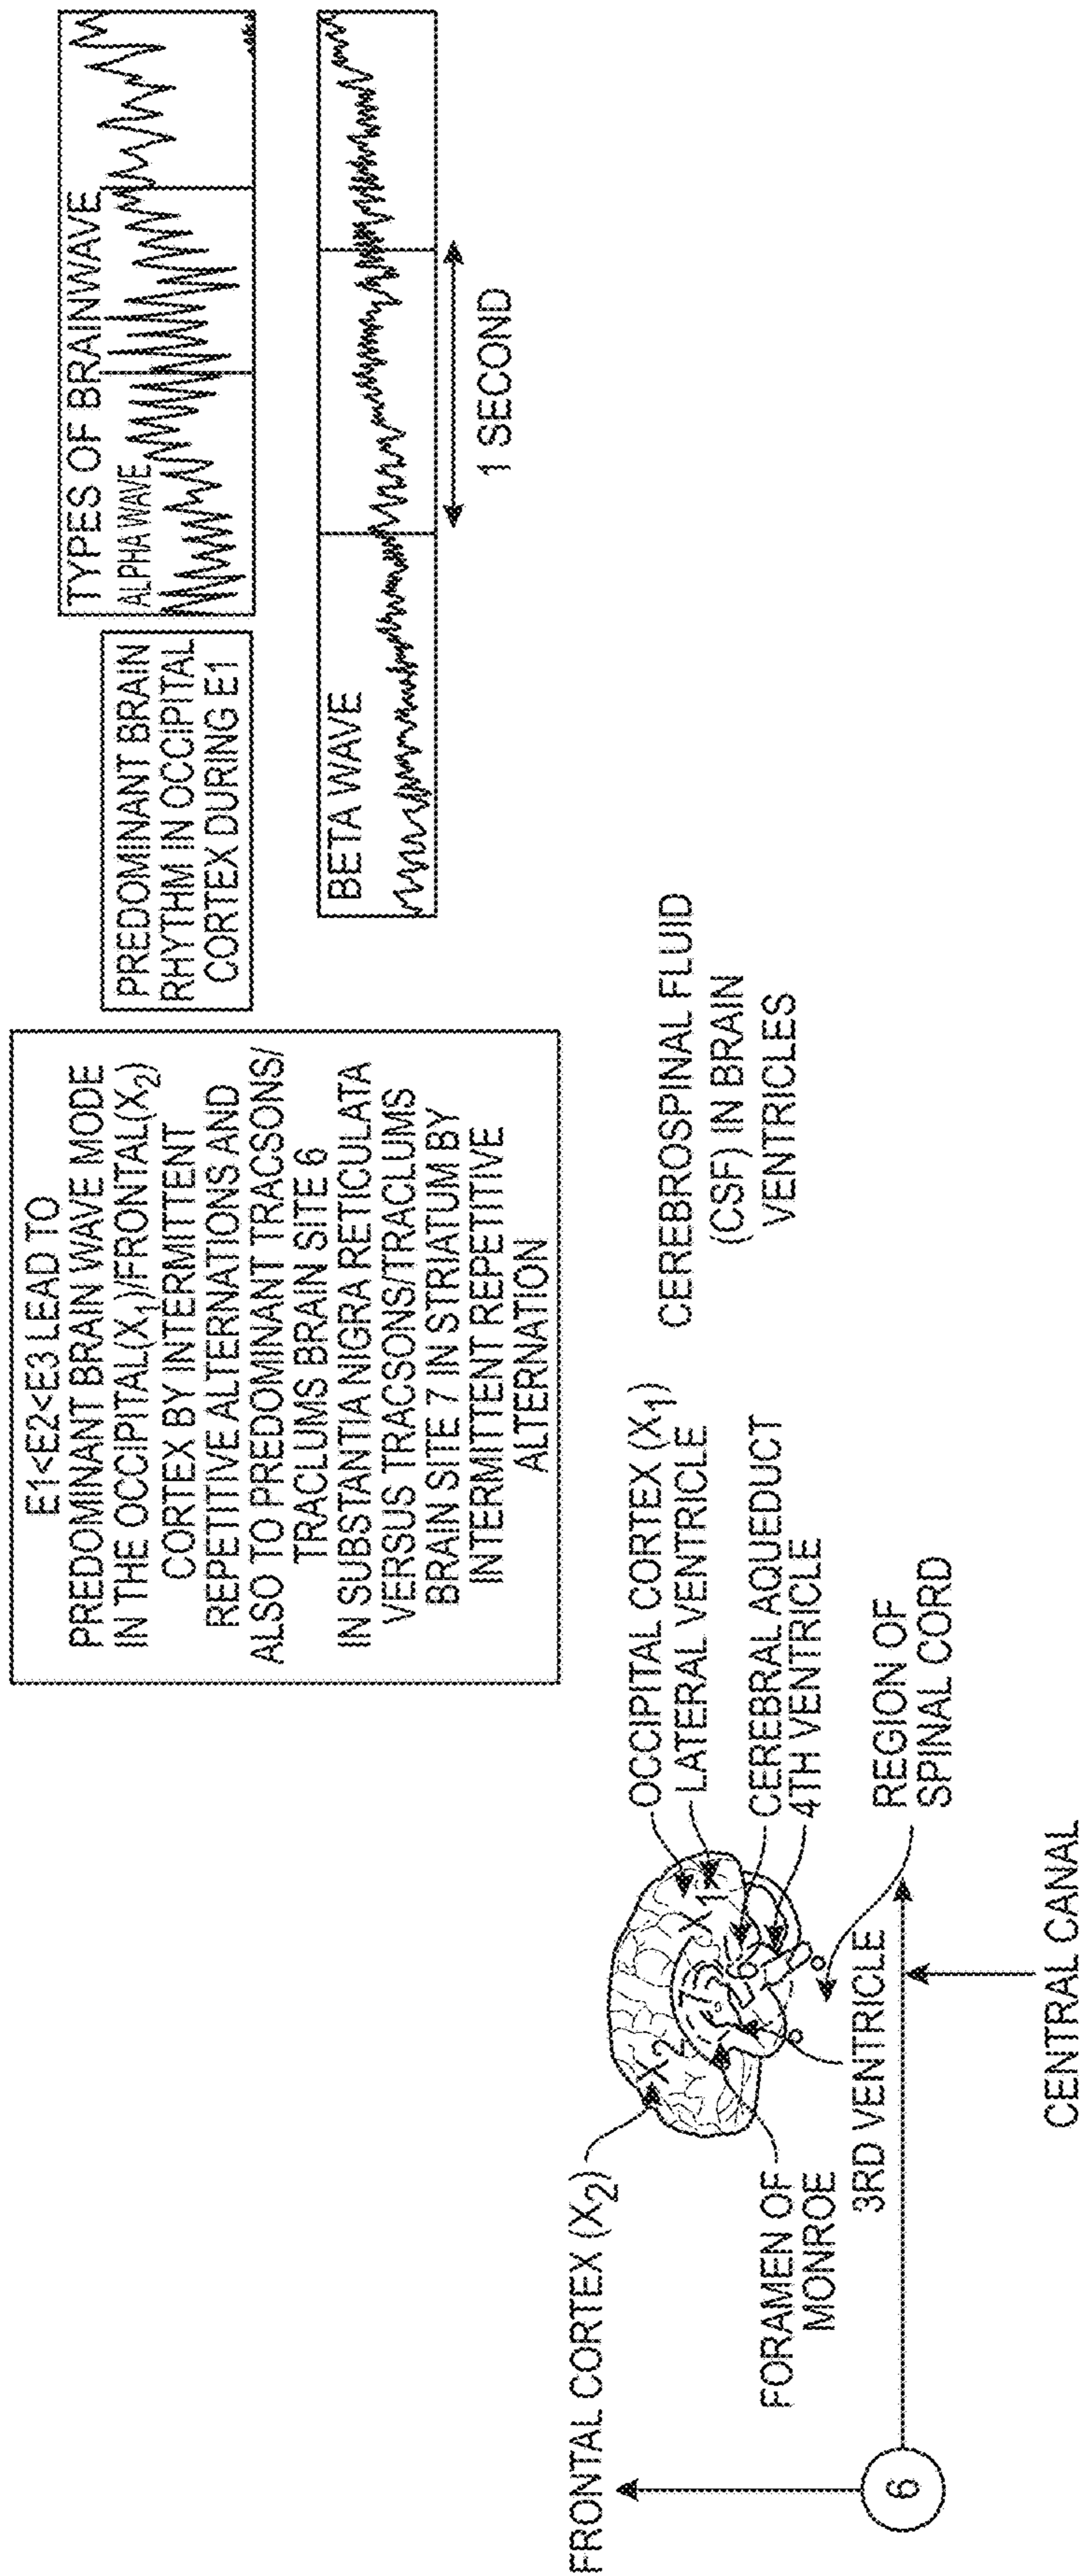 E1<E2<E3 LEAD TO
PREDOMINANT BRAIN WAVE MODE
IN THE OCCIPITAL(X1)/FRONTAL(X2)
CORTEX BY INTERMITTENT
REPETITIVE ALTERNATIONS AND
ALSO TO PREDOMINANT TRACSONS/
TRACLUMS BRAIN SITE 6
IN SUBSTANTIA NIGRA RETICULATA
VERSUS TRACSONS/TRACLUMS
BRAIN SITE 7 IN STRIATUM BY
INTERMITTENT REPETITIVE
ALTERNATION
PREDOMINANT BRAIN
RHYTHM IN OCCIPITAL
CORTEX DURING E1
TYPES OF BRAINWAVE
ALPHA WAVE
BETA WAVE
1 SECOND
FRONTAL CORTEX (X2)
X2
7
6
X1
OCCIPITAL CORTEX (X1)
LATERAL VENTRICLE
CEREBRAL AQUEDUCT
4TH VENTRICLE
REGION OF
SPINAL CORD
CEREBROSPINAL FLUID
(CSF) IN BRAIN
VENTRICLES
FORAMEN OF
MONROE
3RD VENTRICLE
6
CENTRAL CANAL